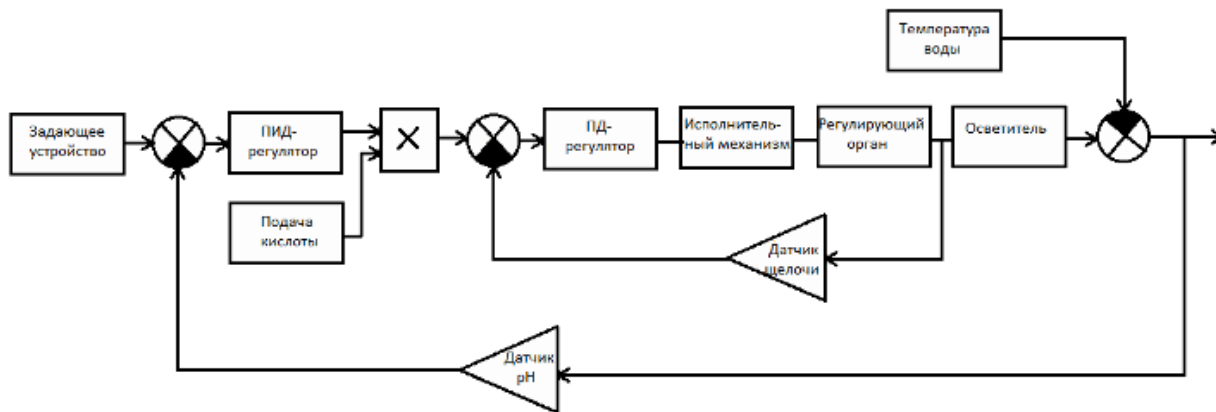 Температура
воды
Задающее
устройство
ПИД-
регулятор
×
ПД-
регулятор
Исполнитель-
ный механизм
Регулирующий
орган
Осветитель
Подача
кислоты
Датчик
щелочи
Датчик
pH